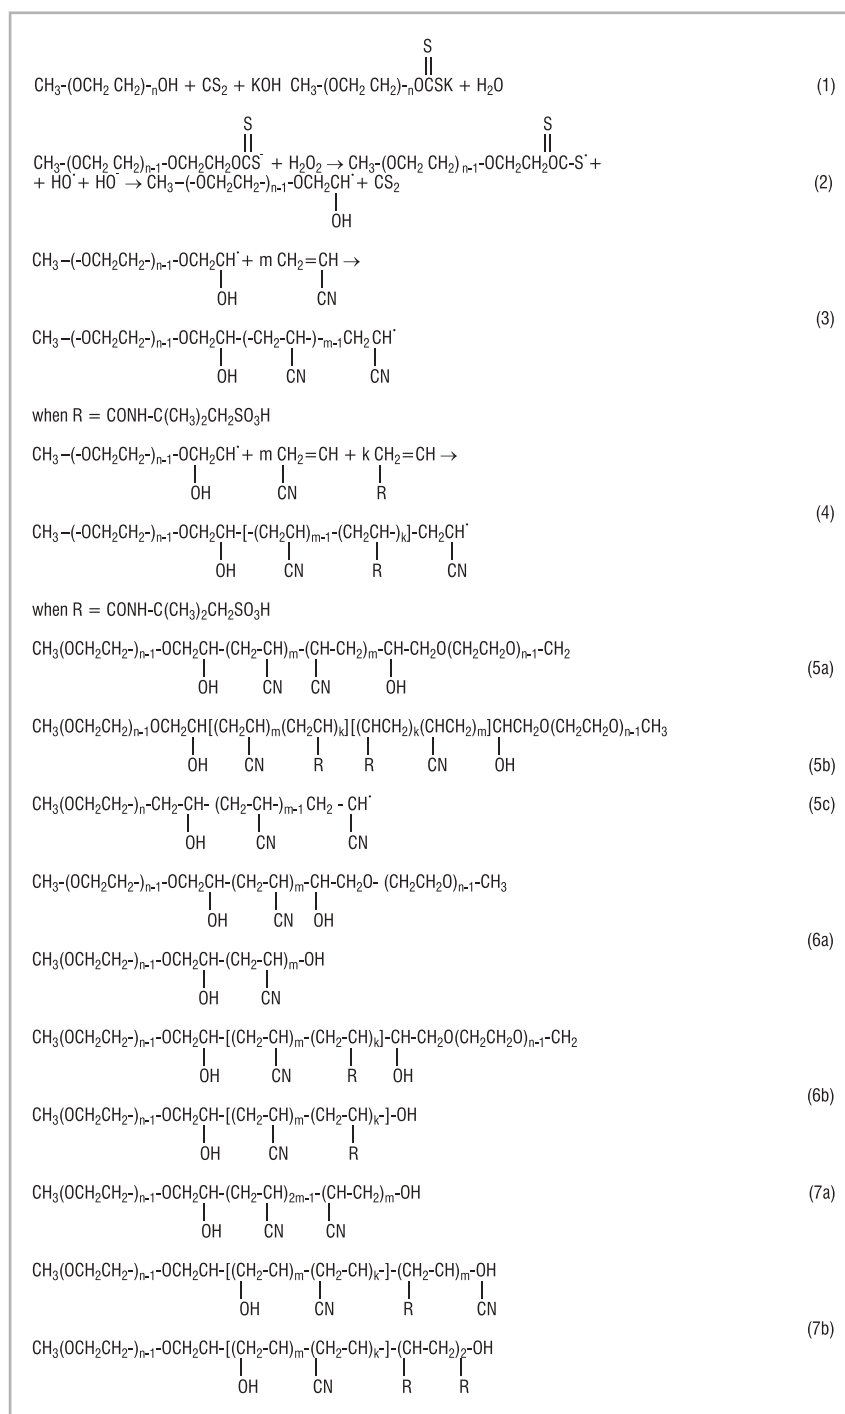 S
CH₃-(OCH₂ CH₂)-ₙOH + CS₂ + KOH CH₃-(OCH₂ CH₂)-ₙOCSK + H₂O (1)
S S
CH₃-(OCH₂ CH₂)ₙ₋₁-OCH₂CH₂OCS⁻ + H₂O₂ → CH₃-(OCH₂ CH₂)ₙ₋₁-OCH₂CH₂OC-S˙ +
+ HO˙ + HO⁻ → CH₃–(-OCH₂CH₂-)ₙ₋₁-OCH₂CH˙ + CS₂ (2)
OH
CH₃–(-OCH₂CH₂-)ₙ₋₁-OCH₂CH˙ + m CH₂=CH →
OH CN
(3)
CH₃–(-OCH₂CH₂-)ₙ₋₁-OCH₂CH-(-CH₂-CH-)-ₘ₋₁CH₂CH˙
OH CN CN
when R = CONH-C(CH₃)₂CH₂SO₃H
CH₃–(-OCH₂CH₂-)ₙ₋₁-OCH₂CH˙ + m CH₂=CH + k CH₂=CH →
OH CN R
(4)
CH₃–(-OCH₂CH₂-)ₙ₋₁-OCH₂CH-[-(CH₂CH)ₘ₋₁-(CH₂CH-)ₖ]-CH₂CH˙
OH CN R CN
when R = CONH-C(CH₃)₂CH₂SO₃H
CH₃(OCH₂CH₂-)ₙ₋₁-OCH₂CH-(CH₂-CH)ₘ-(CH-CH₂)ₘ-CH-CH₂O(CH₂CH₂O)ₙ₋₁-CH₂
(5a)
OH CN CN OH
CH₃(OCH₂CH₂)ₙ₋₁OCH₂CH[(CH₂CH)ₘ(CH₂CH)ₖ][(CHCH₂)ₖ(CHCH₂)ₘ]CHCH₂O(CH₂CH₂O)ₙ₋₁CH₃
OH CN R R CN OH (5b)
CH₃(OCH₂CH₂-)ₙ-CH₂-CH- (CH₂-CH-)ₘ₋₁CH₂ - CH˙ (5c)
OH CN CN
CH₃-(OCH₂CH₂-)ₙ₋₁-OCH₂CH-(CH₂-CH)ₘ-CH-CH₂O- (CH₂CH₂O)ₙ₋₁-CH₃
OH CN OH
(6a)
CH₃(OCH₂CH₂-)ₙ₋₁-OCH₂CH-(CH₂-CH)ₘ-OH
OH CN
CH₃(OCH₂CH₂-)ₙ₋₁-OCH₂CH-[(CH₂-CH)ₘ-(CH₂-CH)ₖ]-CH-CH₂O(CH₂CH₂O)ₙ₋₁-CH₂
OH CN R OH
(6b)
CH₃(OCH₂CH₂-)ₙ₋₁-OCH₂CH-[(CH₂-CH)ₘ-(CH₂-CH)ₖ-]-OH
OH CN R
CH₃(OCH₂CH₂-)ₙ₋₁-OCH₂CH-(CH₂-CH)₂ₘ₋₁-(CH-CH₂)ₘ-OH (7a)
OH CN CN
CH₃(OCH₂CH₂-)ₙ₋₁-OCH₂CH-[(CH₂-CH)ₘ-(CH₂-CH)ₖ-]-(CH₂-CH)ₘ-OH
OH CN R CN
(7b)
CH₃(OCH₂CH₂-)ₙ₋₁-OCH₂CH-[(CH₂-CH)ₘ-(CH₂-CH)ₖ-]-(CH-CH₂)₂-OH
OH CN R R